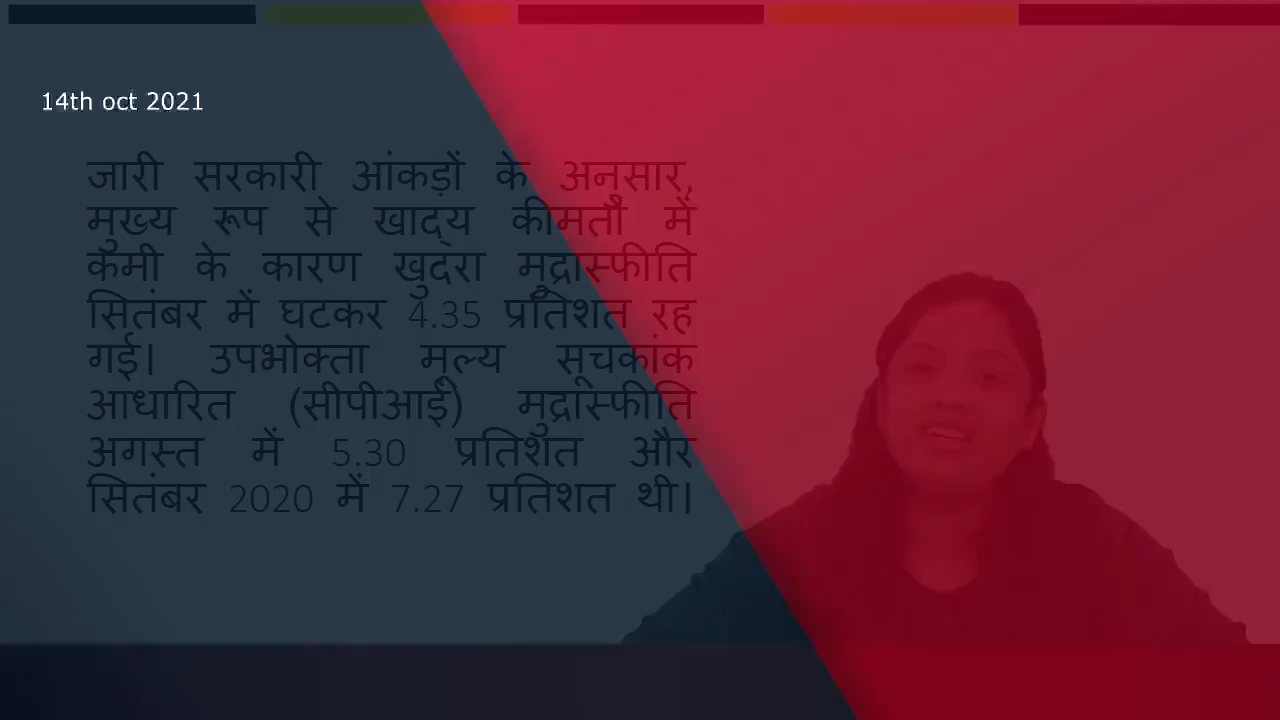 14th oct 2021
जारी सरकारी आंकड़ों के अनुसार,
मुख्य रूप से खाद्य कीमतों में
कमी के कारण खुदरा मुद्रास्फीति
सितंबर में घटकर 4.35 प्रतिशत रह
गई। उपभोक्ता मूल्य सूचकांक
आधारित (सीपीआई) मुद्रास्फीति
अगस्त में 5.30 प्रतिशत और
सितंबर 2020 में 7.27 प्रतिशत थी।